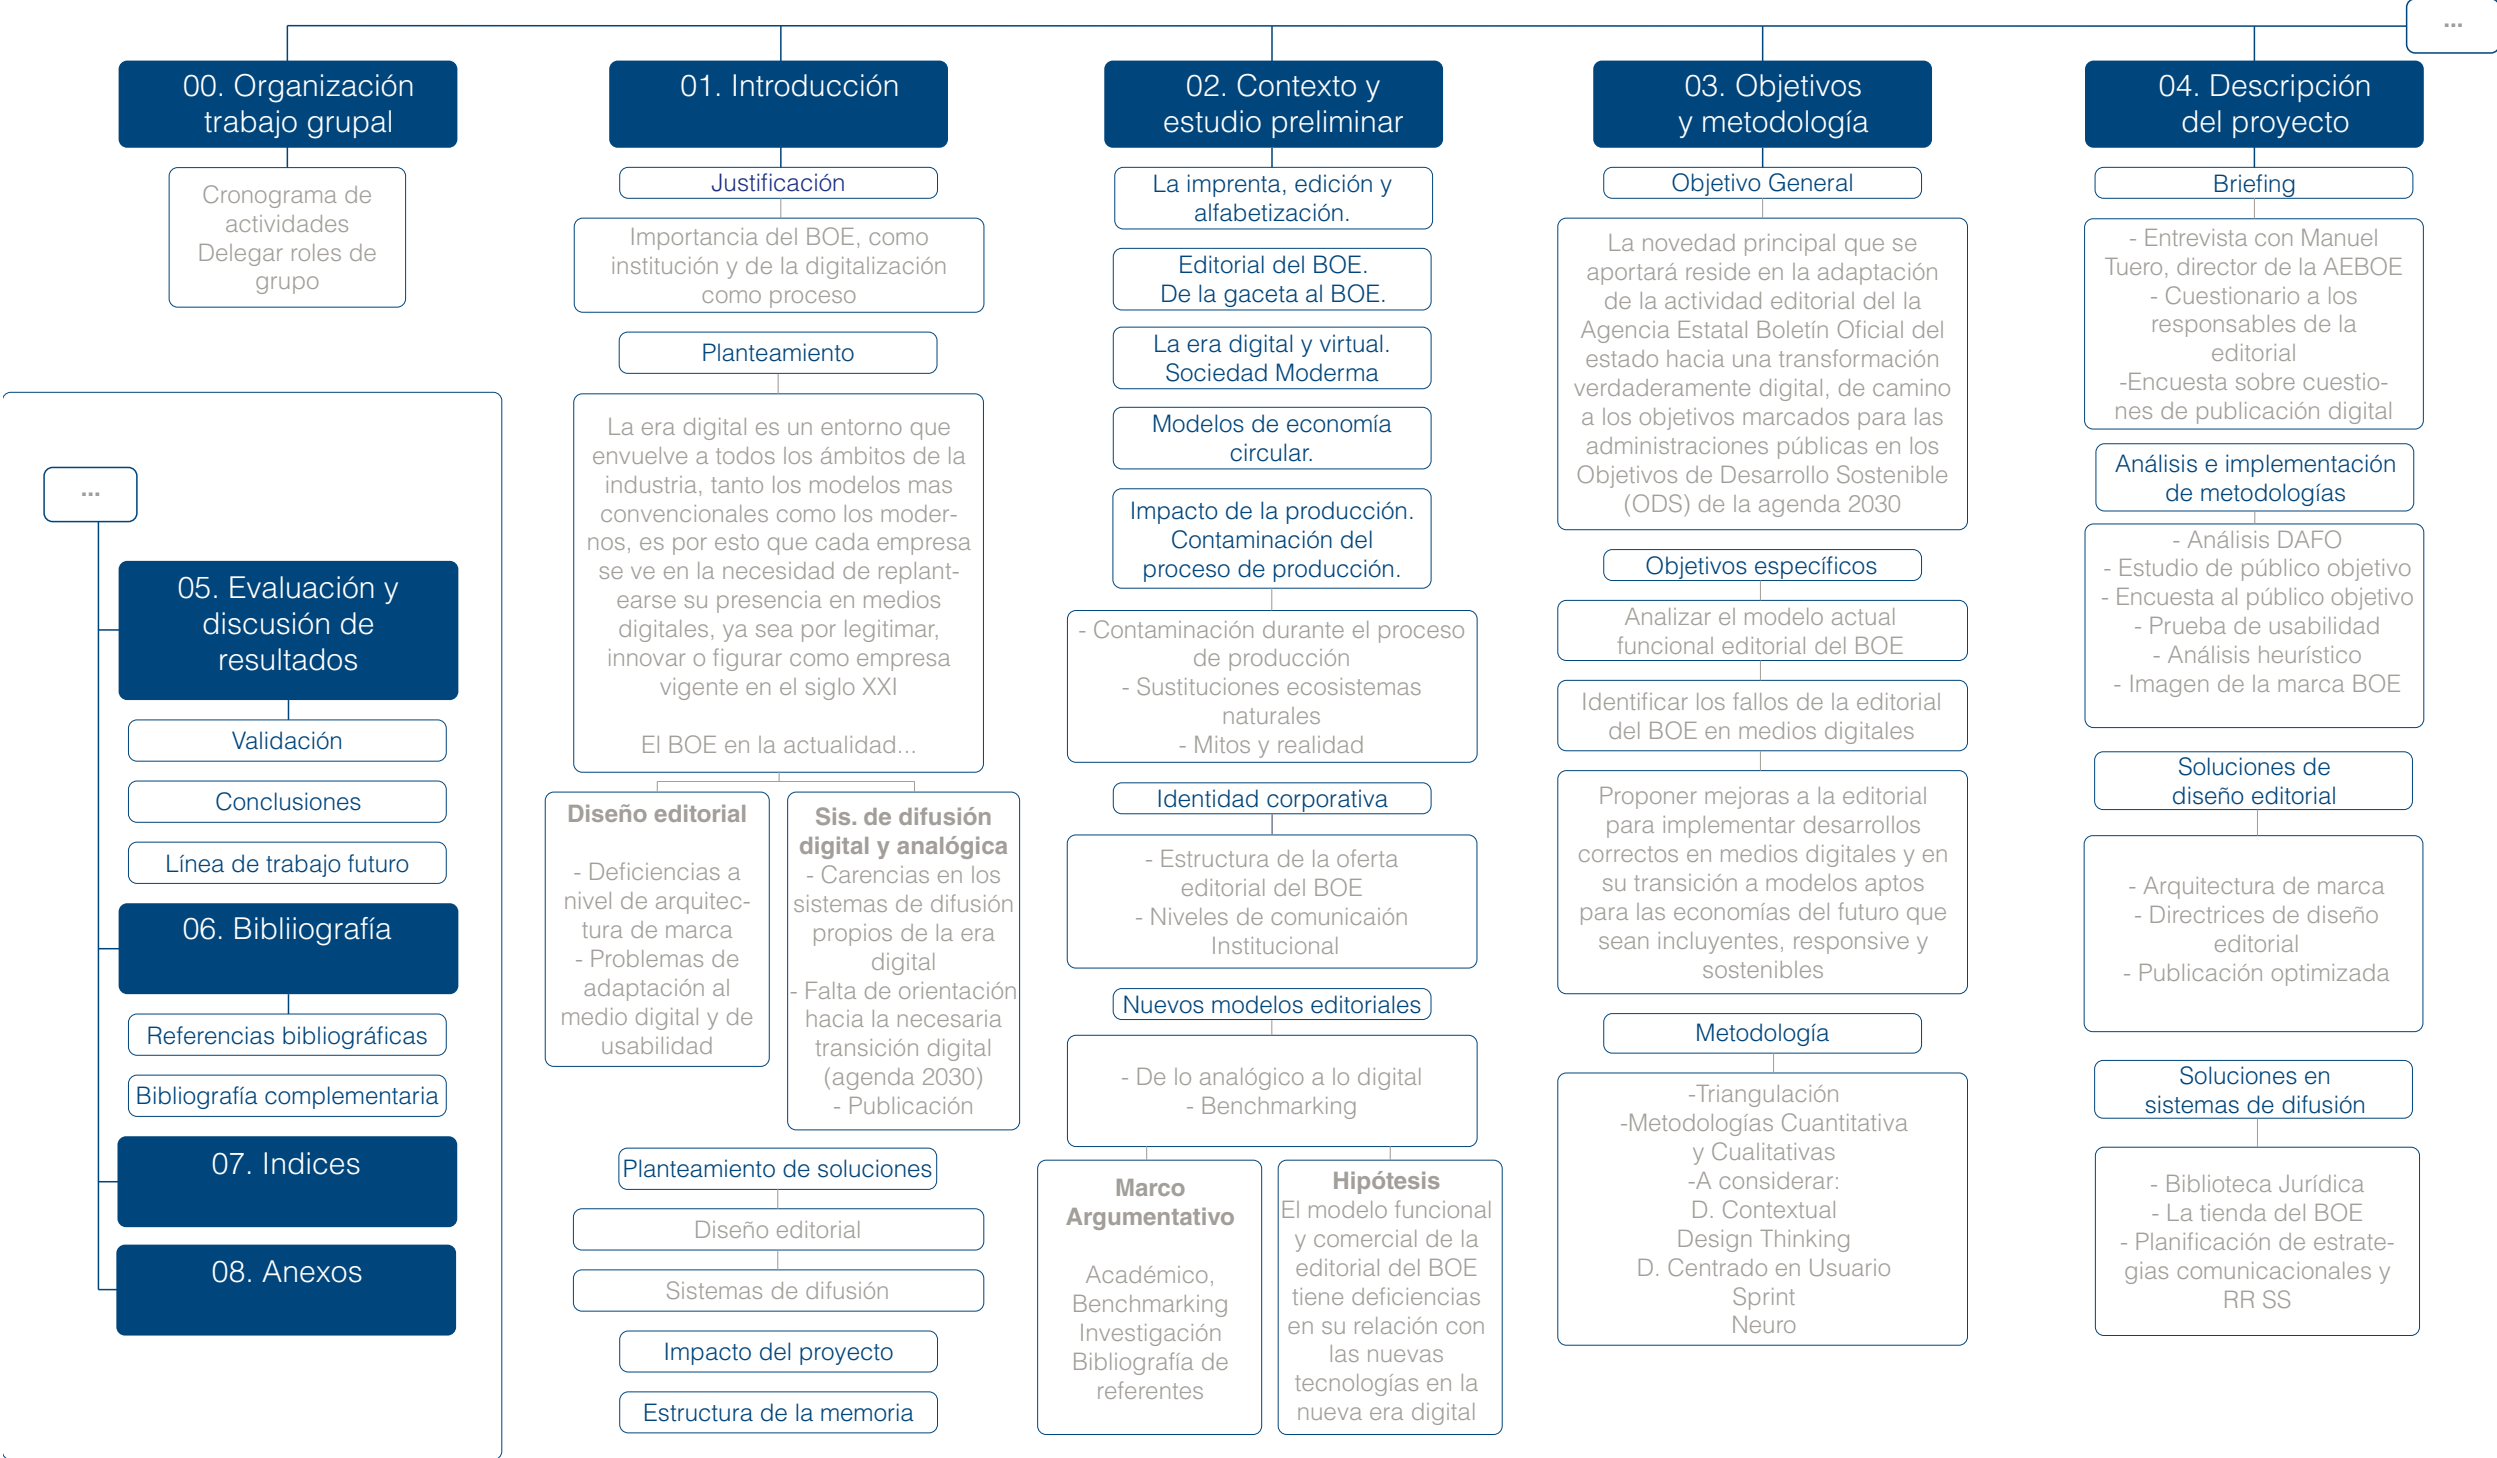 ...
00. Organización
trabajo grupal
Cronograma de
actividades
Delegar roles de
grupo
01. Introducción
Justificación
Importancia del BOE, como
institución y de la digitalización
como proceso
Planteamiento
La era digital es un entorno que
envuelve a todos los ámbitos de la
industria, tanto los modelos mas
convencionales como los moder-
nos, es por esto que cada empresa
se ve en la necesidad de replant-
earse su presencia en medios
digitales, ya sea por legitimar,
innovar o figurar como empresa
vigente en el siglo XXI
El BOE en la actualidad...
Diseño editorial
- Deficiencias a
nivel de arquitec-
tura de marca
- Problemas de
adaptación al
medio digital y de
usabilidad
Sis. de difusión
digital y analógica
- Carencias en los
sistemas de difusión
propios de la era
digital
- Falta de orientación
hacia la necesaria
transición digital
(agenda 2030)
- Publicación
Planteamiento de soluciones
Diseño editorial
Sistemas de difusión
Impacto del proyecto
Estructura de la memoria
02. Contexto y
estudio preliminar
La imprenta, edición y
alfabetización.
Editorial del BOE.
De la gaceta al BOE.
La era digital y virtual.
Sociedad Moderma
Modelos de economía
circular.
Impacto de la producción.
Contaminación del
proceso de producción.
- Contaminación durante el proceso
de producción
- Sustituciones ecosistemas
naturales
- Mitos y realidad
Identidad corporativa
- Estructura de la oferta
editorial del BOE
- Niveles de comunicaión
Institucional
Nuevos modelos editoriales
- De lo analógico a lo digital
- Benchmarking
Marco
Argumentativo
Académico,
Benchmarking
Investigación
Bibliografía de
referentes
Hipótesis
El modelo funcional
y comercial de la
editorial del BOE
tiene deficiencias
en su relación con
las nuevas
tecnologías en la
nueva era digital
03. Objetivos
y metodología
Objetivo General
La novedad principal que se
aportará reside en la adaptación
de la actividad editorial del la
Agencia Estatal Boletín Oficial del
estado hacia una transformación
verdaderamente digital, de camino
a los objetivos marcados para las
administraciones públicas en los
Objetivos de Desarrollo Sostenible
(ODS) de la agenda 2030
Objetivos específicos
Analizar el modelo actual
funcional editorial del BOE
Identificar los fallos de la editorial
del BOE en medios digitales
Proponer mejoras a la editorial
para implementar desarrollos
correctos en medios digitales y en
su transición a modelos aptos
para las economías del futuro que
sean incluyentes, responsive y
sostenibles
Metodología
-Triangulación
-Metodologías Cuantitativa
y Cualitativas
-A considerar:
D. Contextual
Design Thinking
D. Centrado en Usuario
Sprint
Neuro
04. Descripción
del proyecto
Briefing
- Entrevista con Manuel
Tuero, director de la AEBOE
- Cuestionario a los
responsables de la
editorial
-Encuesta sobre cuestio-
nes de publicación digital
Análisis e implementación
de metodologías
- Análisis DAFO
- Estudio de público objetivo
- Encuesta al público objetivo
- Prueba de usabilidad
- Análisis heurístico
- Imagen de la marca BOE
Soluciones de
diseño editorial
- Arquitectura de marca
- Directrices de diseño
editorial
- Publicación optimizada
Soluciones en
sistemas de difusión
- Biblioteca Jurídica
- La tienda del BOE
- Planificación de estrate-
gias comunicacionales y
RR SS
...
05. Evaluación y
discusión de
resultados
Validación
Conclusiones
Línea de trabajo futuro
06. Bibliiografía
Referencias bibliográficas
Bibliografía complementaria
07. Indices
08. Anexos